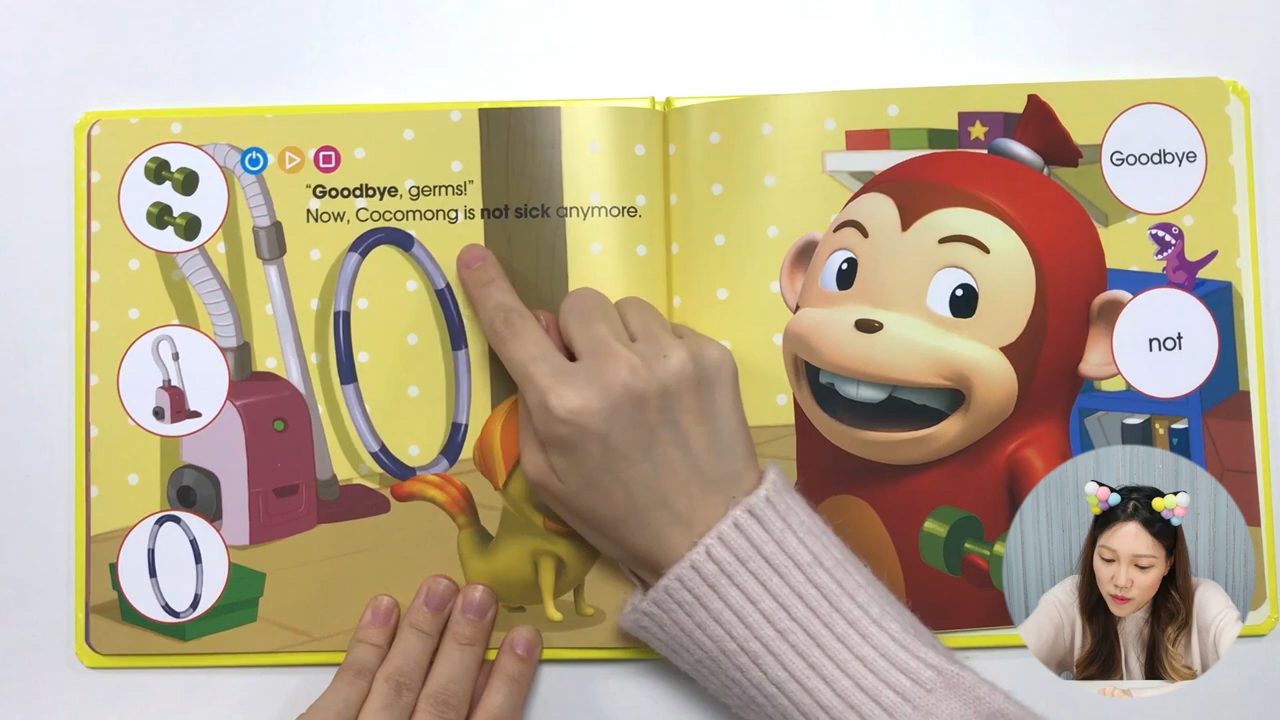 “Goodbye, germs!”
Now, Cocomong is not sick anymore.
Goodbye
not